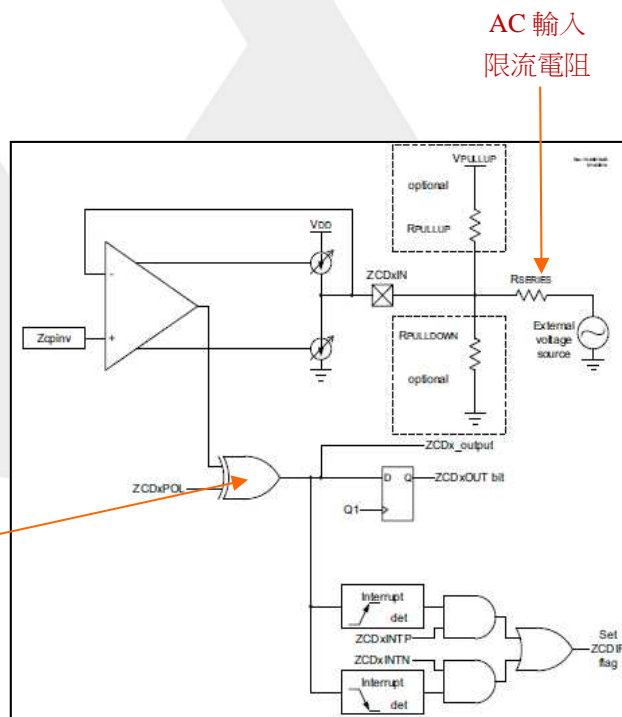 AC 輸入
限流電阻
VPULLUP
optional
RPULLUP
VDD
ZCDxIN
RSERIES
-
Zcpinv
+
External
voltage
source
RPULLDOWN
optional
ZCDx_output
ZCDxPOL
D Q
ZCDxOUT bit
Q1
Interrupt
det
ZCDxINTP
ZCDxINTN
Set
ZCDIF
flag
Interrupt
det